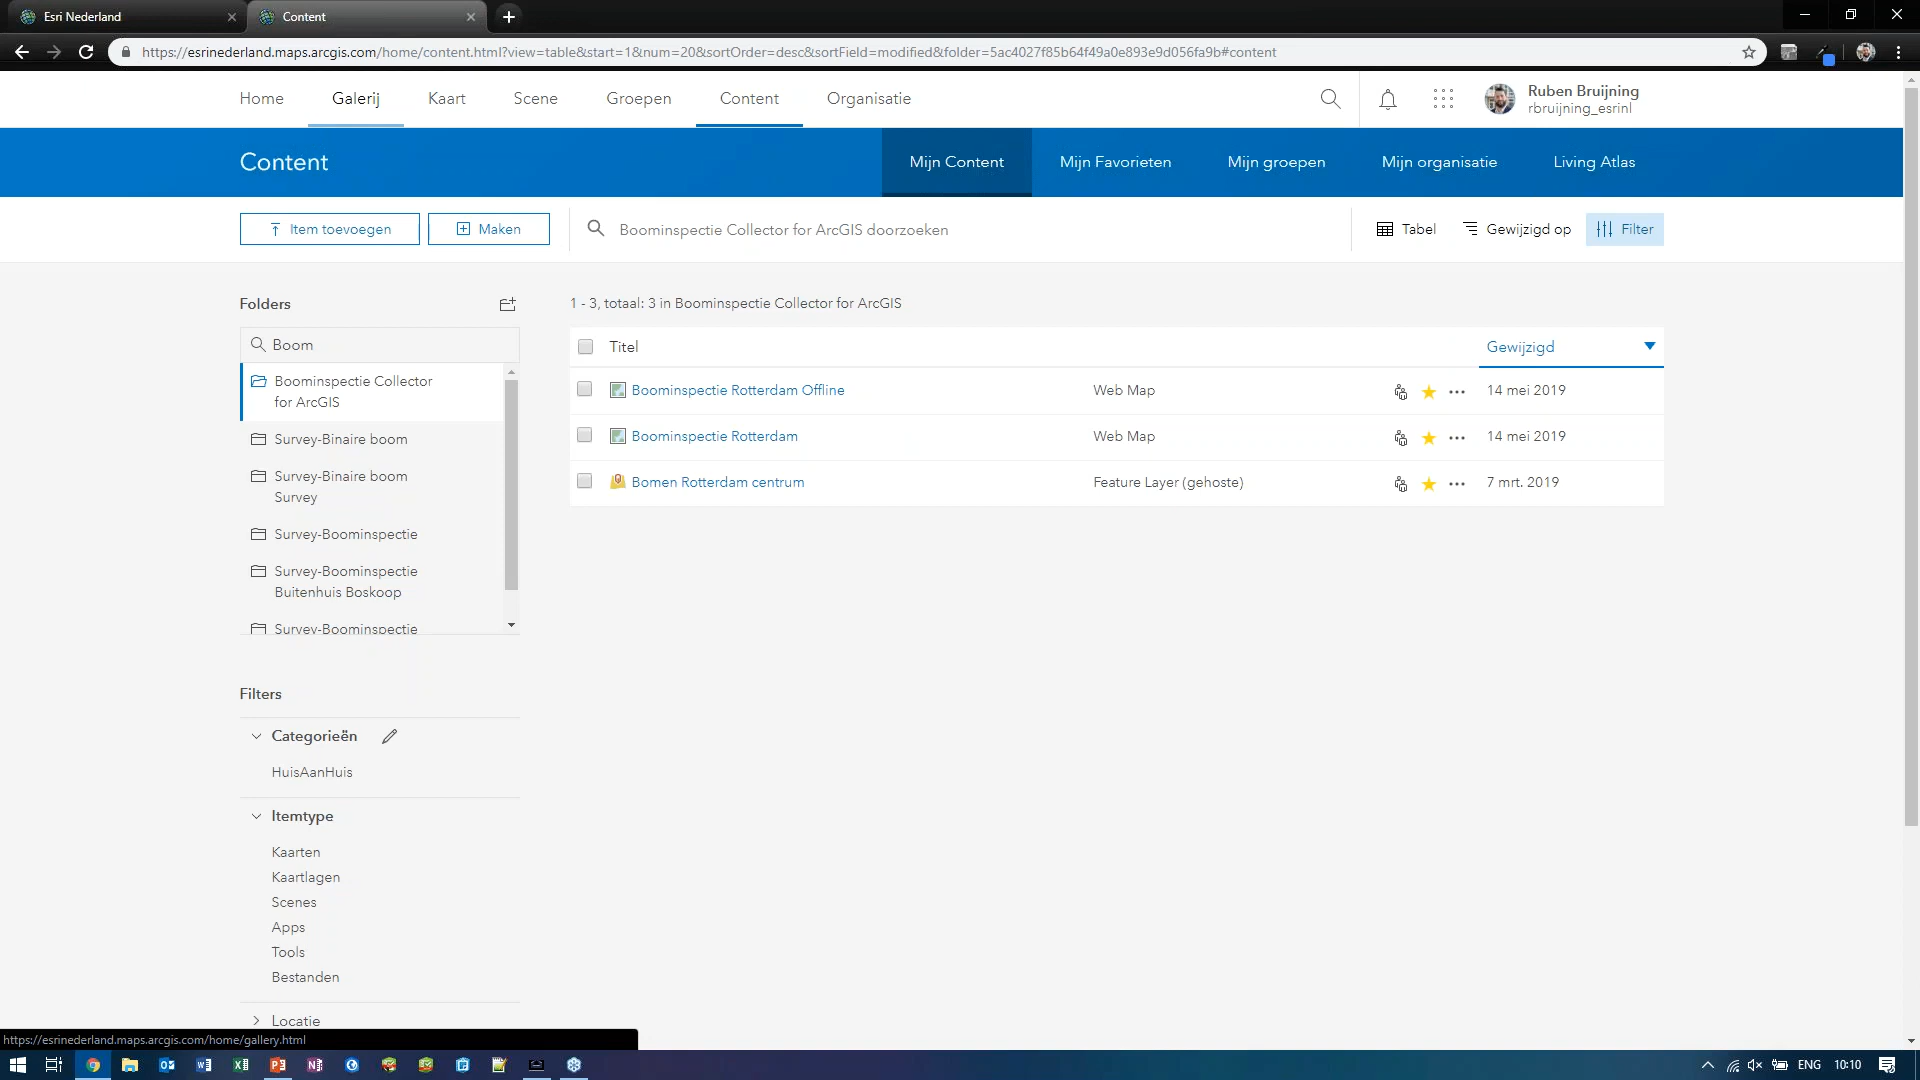 Esri Nederland
Content
https://esrinederland.maps.arcgis.com/home/content.html?view=table&start=1&num=20&sortOrder=desc&sortField=modified&folder=5ac4027f85b64f49a0e893e9d056fa9b#content
Home
Galerij
Kaart
Scene
Groepen
Content
Organisatie
Ruben Bruijning
rbruijning_esrinl
Content
Mijn Content
Mijn Favorieten
Mijn groepen
Mijn organisatie
Living Atlas
Item toevoegen
Maken
Boominspectie Collector for ArcGIS doorzoeken
Tabel
Gewijzigd op
Filter
Folders
Boom
Boominspectie Collector
for ArcGIS
Survey-Binaire boom
Survey-Binaire boom
Survey
Survey-Boominspectie
Survey-Boominspectie
Buitenhuis Boskoop
Survey-Boominspectie
1 - 3, totaal: 3 in Boominspectie Collector for ArcGIS
Titel
Gewijzigd
Boominspectie Rotterdam Offline
Web Map
14 mei 2019
Boominspectie Rotterdam
Web Map
14 mei 2019
Bomen Rotterdam centrum
Feature Layer (gehoste)
7 mrt. 2019
Filters
Categorieën
HuisAanHuis
Itemtype
Kaarten
Kaartlagen
Scenes
Apps
Tools
Bestanden
Locatie
https://esrinederland.maps.arcgis.com/home/gallery.html
ENG
10:10